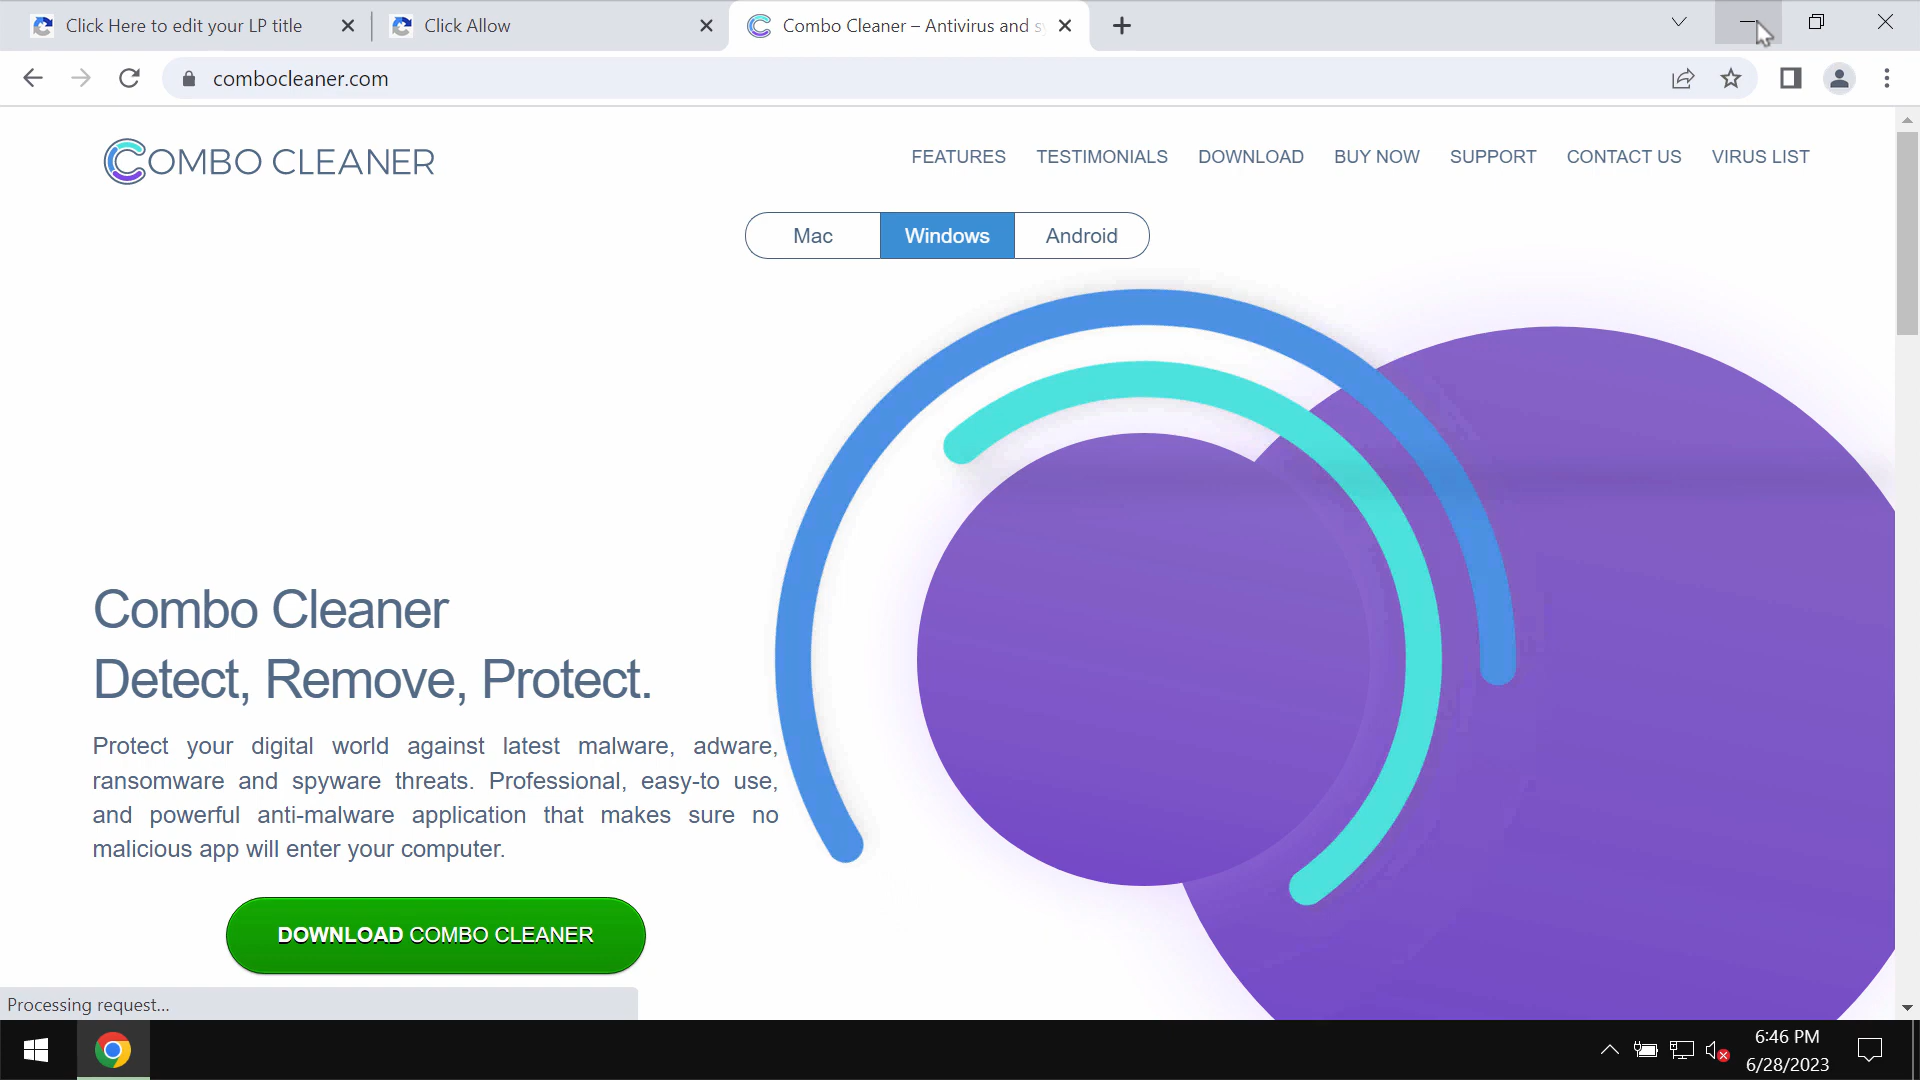 Click Here to edit your LP title
Click Allow
Combo Cleaner – Antivirus and
combocleaner.com
COMBO CLEANER
FEATURES TESTIMONIALS DOWNLOAD BUY NOW SUPPORT CONTACT US VIRUS LIST
Mac Windows Android
Combo Cleaner
Detect, Remove, Protect.
Protect your digital world against latest malware, adware,
ransomware and spyware threats. Professional, easy-to use,
and powerful anti-malware application that makes sure no
malicious app will enter your computer.
DOWNLOAD COMBO CLEANER
Processing request...
6:46 PM
6/28/2023